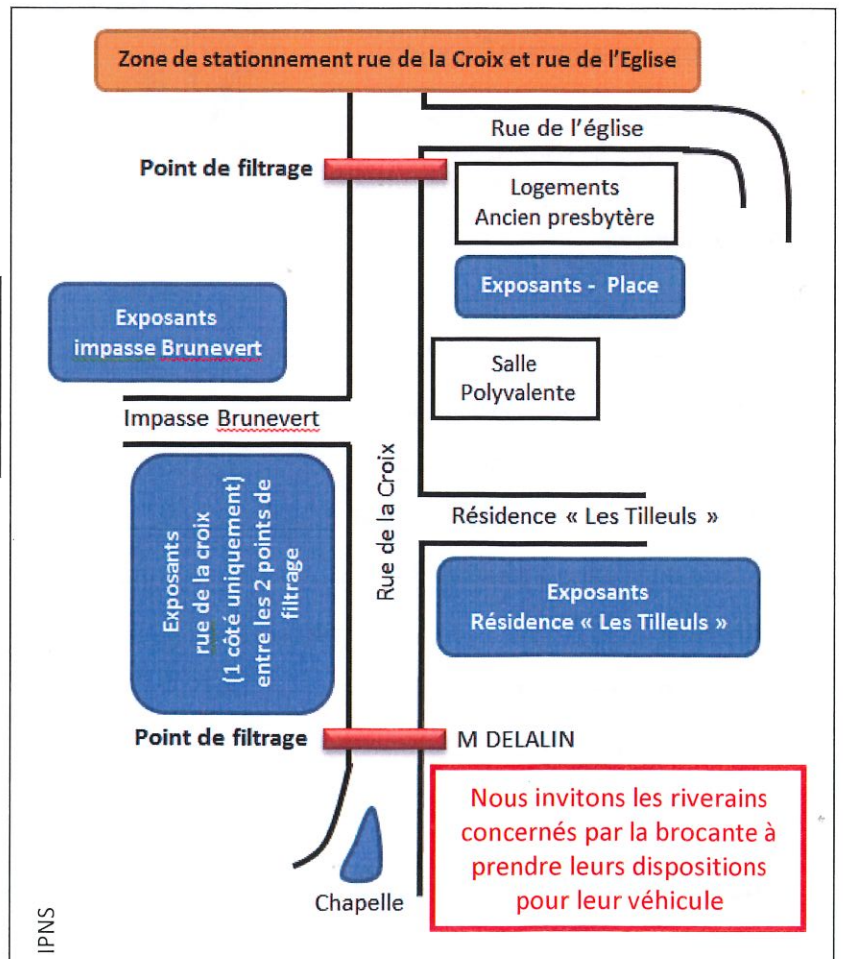 Zone de stationnement rue de la Croix et rue de l'Eglise
Rue de l'église
Point de filtrage
Logements
Ancien presbytère
Exposants - Place
Exposants
impasse Brunevert
Salle
Polyvalente
Impasse Brunevert
Rue de la Croix
Exposants
rue de la croix
(1 côté uniquement)
entre les 2 points de
filtrage
Résidence « Les Tilleuls »
Exposants
Résidence « Les Tilleuls »
Point de filtrage
M DELALIN
Nous invitons les riverains
concernés par la brocante à
prendre leurs dispositions
pour leur véhicule
Chapelle
IPNS